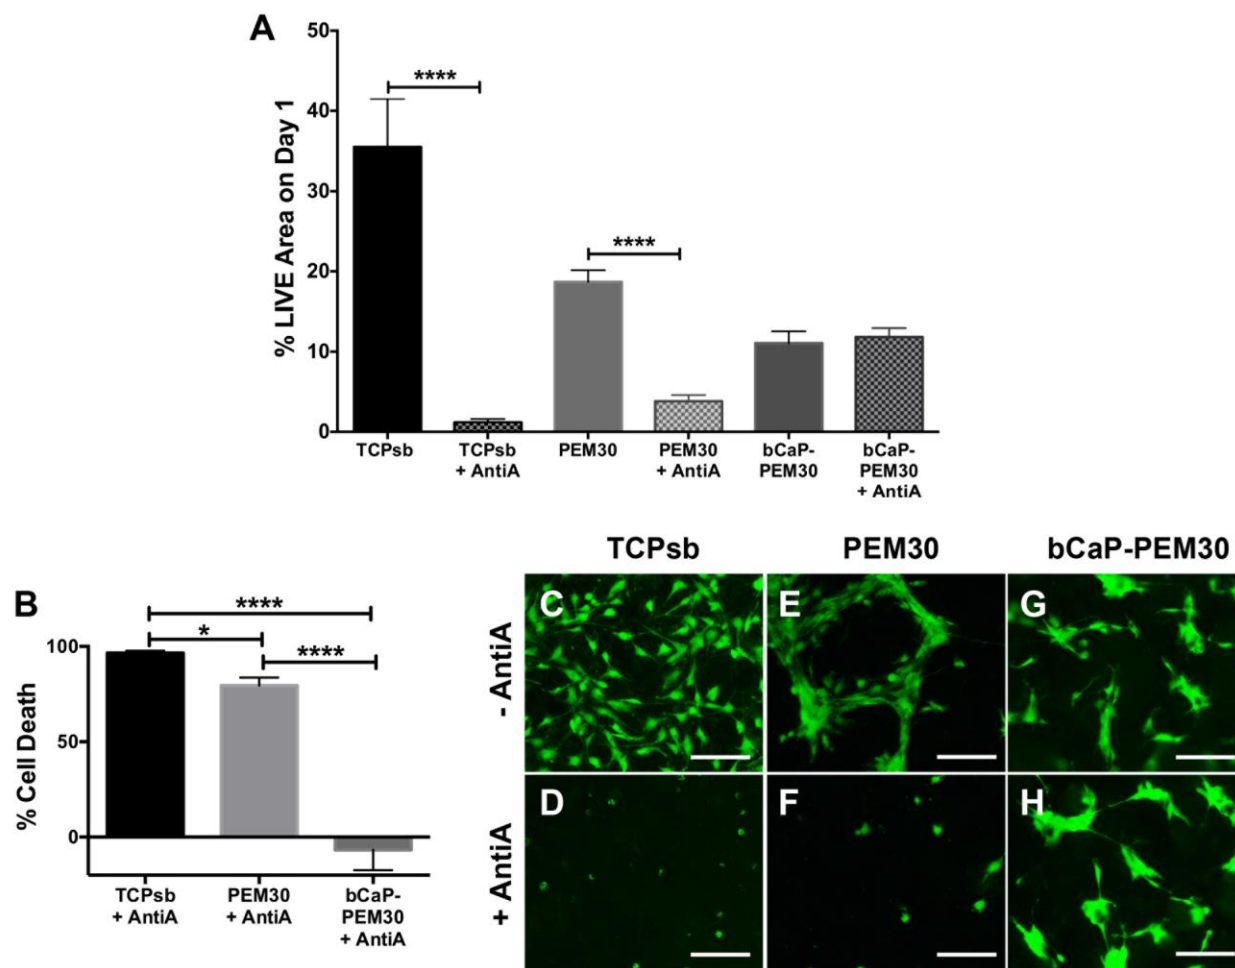 A
% LIVE Area on Day 1
50
40
30
20
10
0
****
****
TCPsb
TCPsb
+ AntiA
PEM30
PEM30
+ AntiA
bCaP-
PEM30
bCaP-
PEM30
+ AntiA
B
% Cell Death
100
50
0
****
*
****
TCPsb
+ AntiA
PEM30
+ AntiA
bCaP-
PEM30
+ AntiA
TCPsb
PEM30
bCaP-PEM30
- AntiA
C
E
G
+ AntiA
D
F
H